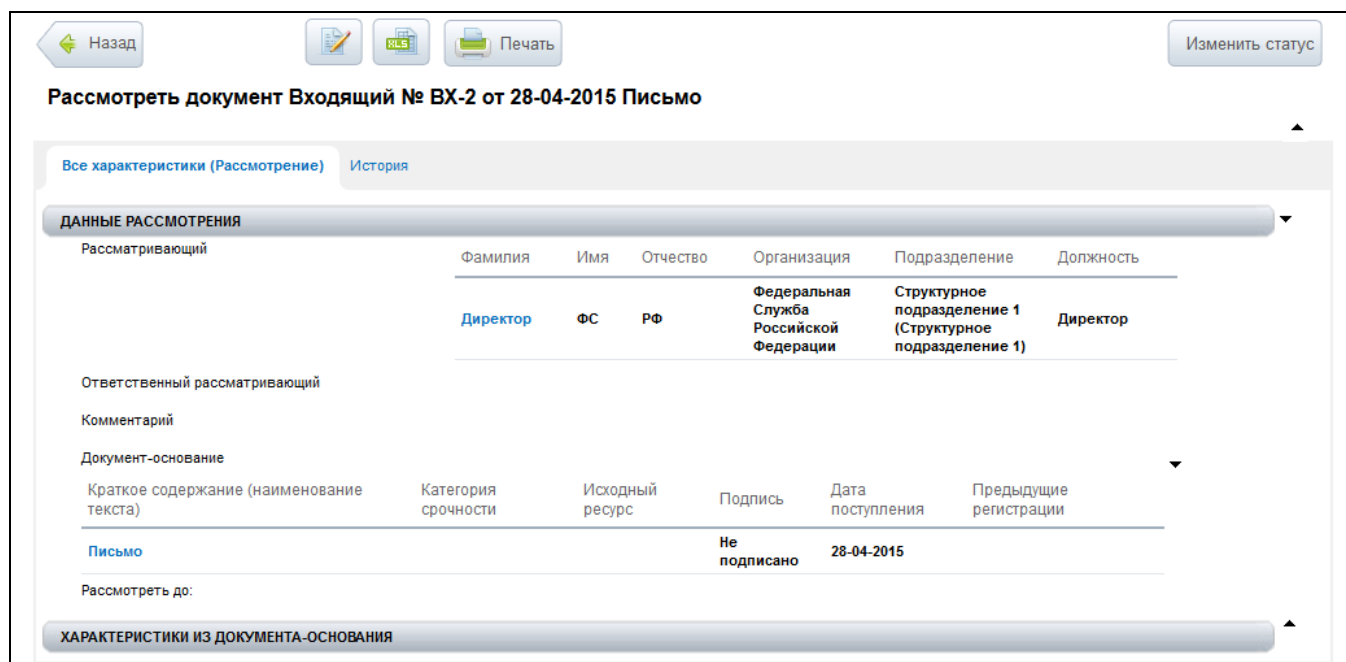 Назад
XLS
Печать
Изменить статус
Рассмотреть документ Входящий № ВХ-2 от 28-04-2015 Письмо
Все характеристики (Рассмотрение) История
ДАННЫЕ РАССМОТРЕНИЯ
Рассматривающий
Фамилия Имя Отчество Организация Подразделение Должность
Директор ФС РФ Федеральная Служба Российской Федерации Структурное подразделение 1 (Структурное подразделение 1) Директор
Ответственный рассматривающий
Комментарий
Документ-основание
Краткое содержание (наименование текста) Категория срочности Исходный ресурс Подпись Дата поступления Предыдущие регистрации
Письмо Не подписано 28-04-2015
Рассмотреть до:
ХАРАКТЕРИСТИКИ ИЗ ДОКУМЕНТА-ОСНОВАНИЯ